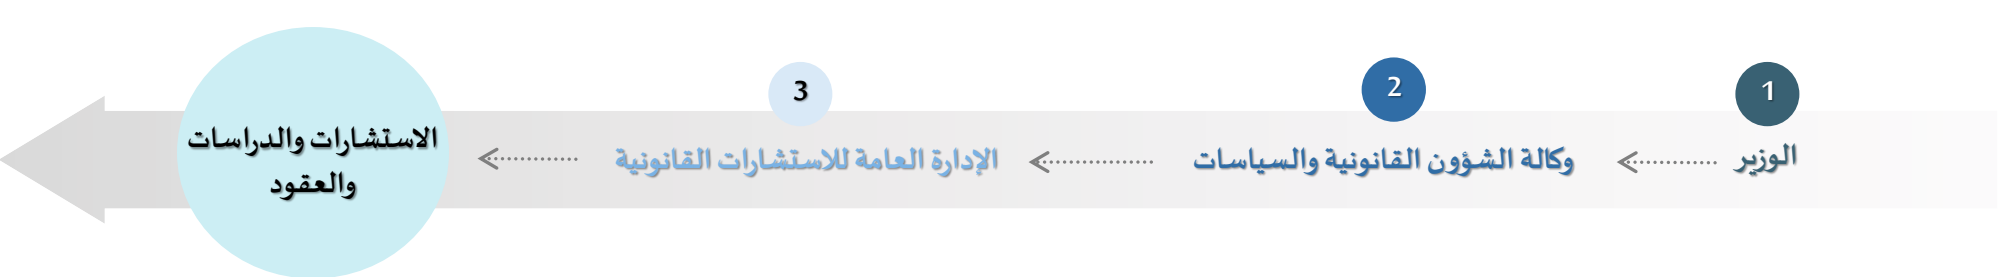 1
الوزير
2
وكالة الشؤون القانونية والسياسات
3
الإدارة العامة للاستشارات القانونية
الاستشارات والدراسات
والعقود